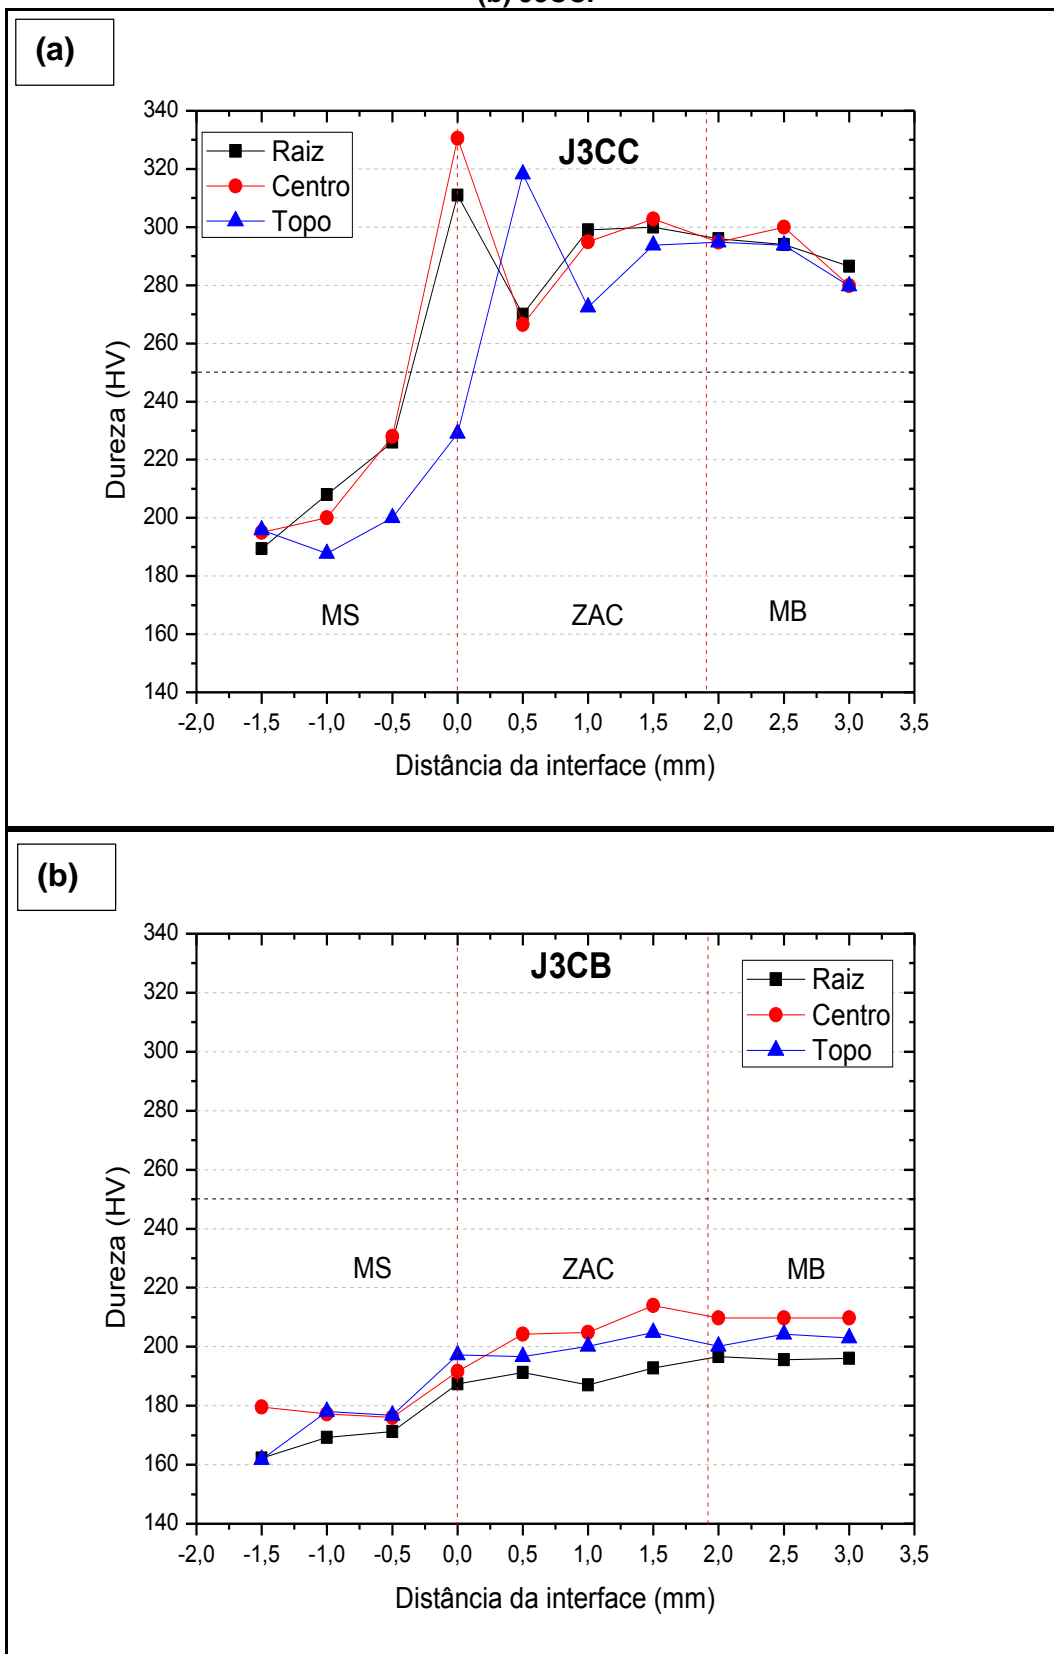 (a)
J3CC
Raiz
Centro
Topo
340
320
300
280
260
240
220
200
180
160
140
Dureza (HV)
MS ZAC MB
-2,0 -1,5 -1,0 -0,5 0,0 0,5 1,0 1,5 2,0 2,5 3,0 3,5
Distância da interface (mm)
(b)
J3CB
Raiz
Centro
Topo
340
320
300
280
260
240
220
200
180
160
140
Dureza (HV)
MS ZAC MB
-2,0 -1,5 -1,0 -0,5 0,0 0,5 1,0 1,5 2,0 2,5 3,0 3,5
Distância da interface (mm)